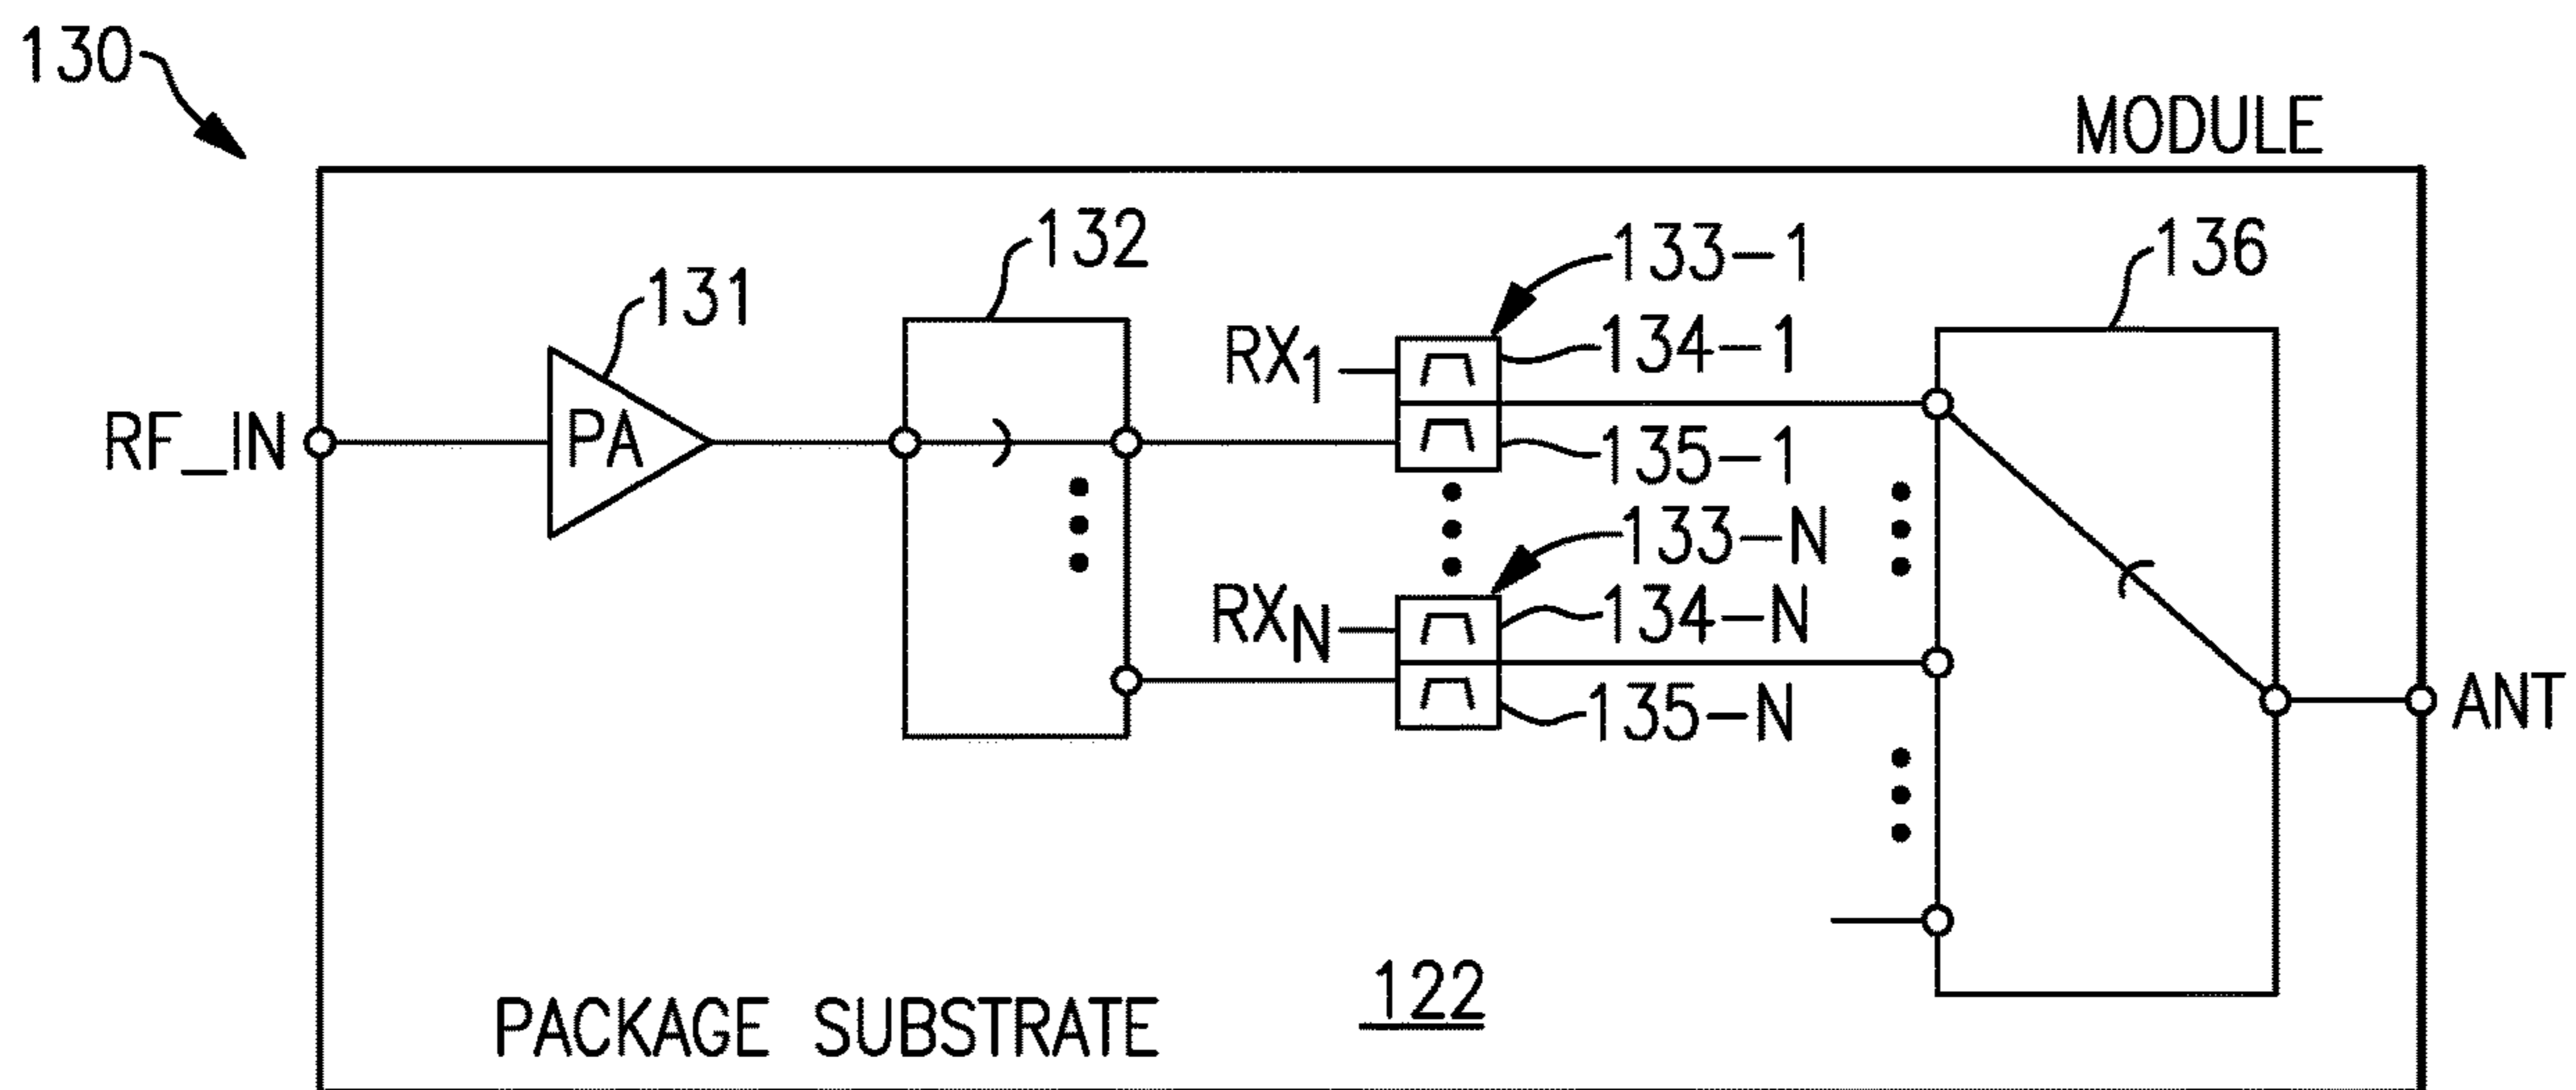 130
MODULE
132
133-1
136
131
RX1
134-1
RF_IN
PA
135-1
133-N
RXN
134-N
135-N
ANT
122
PACKAGE SUBSTRATE